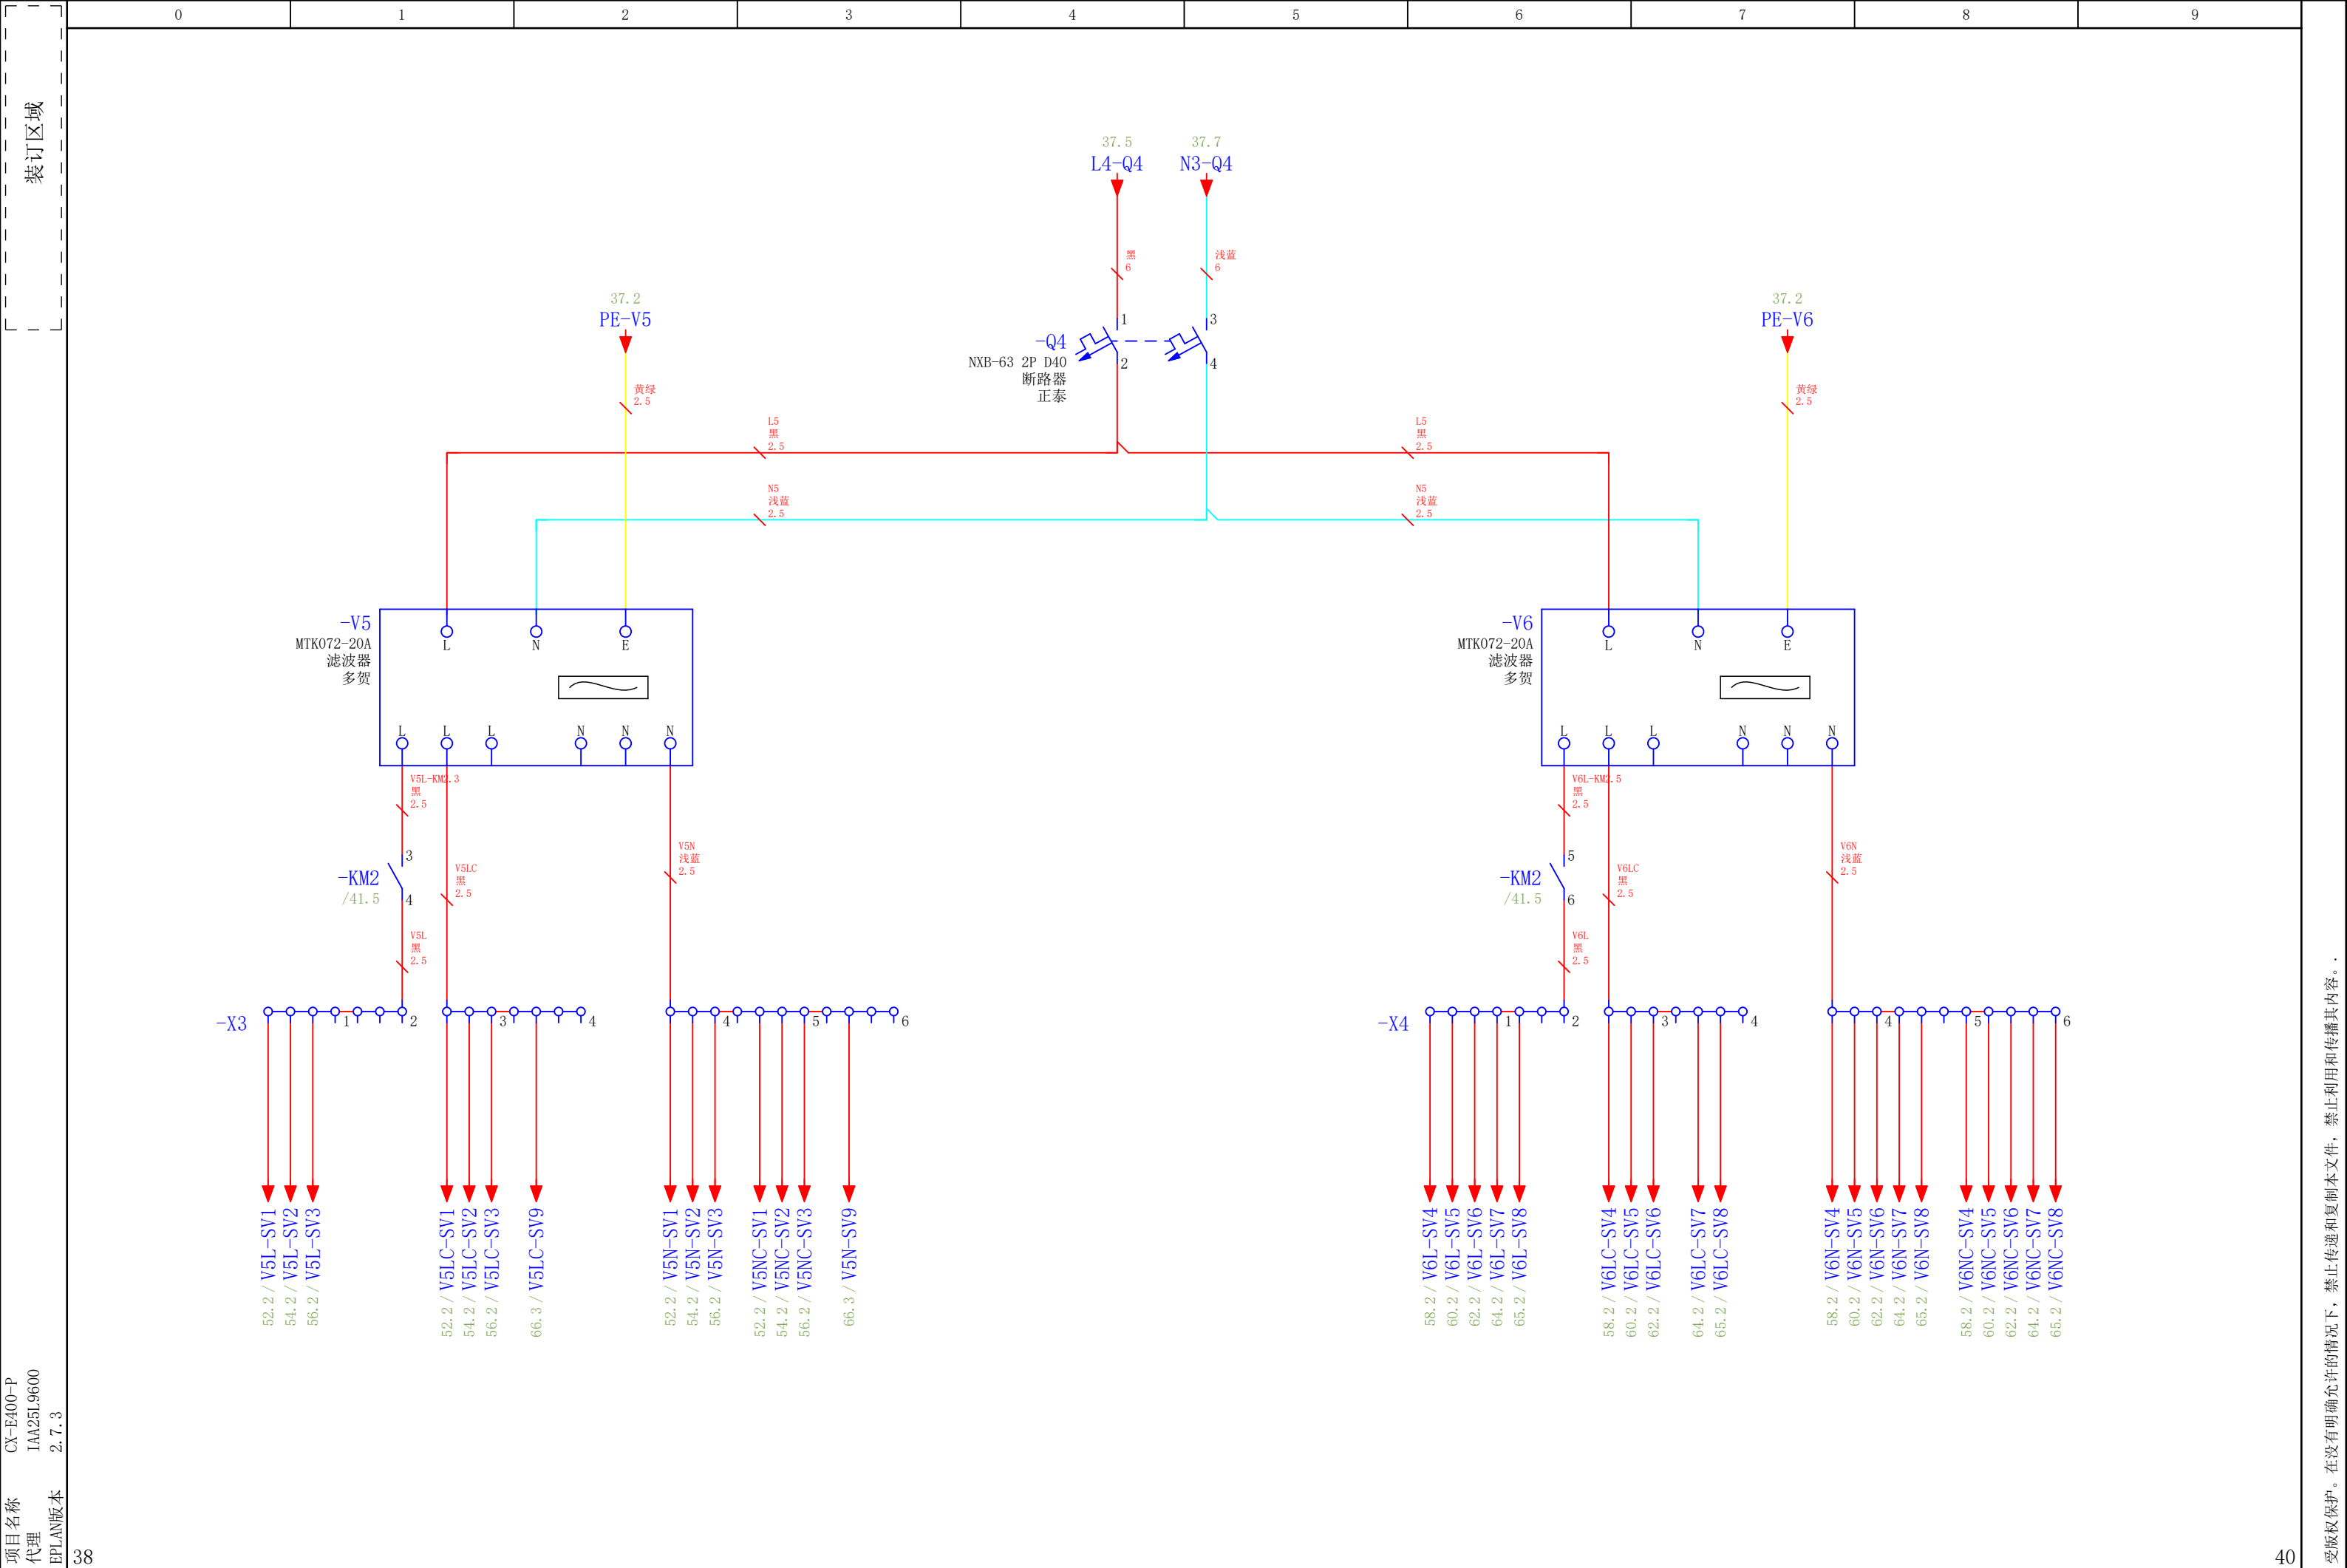 0
1
2
3
4
5
6
7
8
9
装订区域
37.5
L4-Q4
37.7
N3-Q4
黑
6
浅蓝
6
37.2
PE-V5
黄绿
2.5
37.2
PE-V6
黄绿
2.5
-Q4
NXB-63 2P D40
断路器
正泰
1
2
3
4
L5
黑
2.5
L5
黑
2.5
N5
浅蓝
2.5
N5
浅蓝
2.5
-V5
MTK072-20A
滤波器
多贺
L
N
E
L
L
L
N
N
N
-V6
MTK072-20A
滤波器
多贺
L
N
E
L
L
L
N
N
N
V5L-KM2.3
黑
2.5
-KM2
/41.5
3
4
V5LC
黑
2.5
V5N
浅蓝
2.5
V5L
黑
2.5
V6L-KM2.5
黑
2.5
-KM2
/41.5
5
6
V6LC
黑
2.5
V6N
浅蓝
2.5
V6L
黑
2.5
-X3
1
2
3
4
4
5
6
-X4
1
2
3
4
4
5
6
52.2 / V5L-SV1
54.2 / V5L-SV2
56.2 / V5L-SV3
52.2 / V5LC-SV1
54.2 / V5LC-SV2
56.2 / V5LC-SV3
66.3 / V5LC-SV9
52.2 / V5N-SV1
54.2 / V5N-SV2
56.2 / V5N-SV3
52.2 / V5NC-SV1
54.2 / V5NC-SV2
56.2 / V5NC-SV3
66.3 / V5N-SV9
58.2 / V6L-SV4
60.2 / V6L-SV5
62.2 / V6L-SV6
64.2 / V6L-SV7
65.2 / V6L-SV8
58.2 / V6LC-SV4
60.2 / V6LC-SV5
62.2 / V6LC-SV6
64.2 / V6LC-SV7
65.2 / V6LC-SV8
58.2 / V6N-SV4
60.2 / V6N-SV5
62.2 / V6N-SV6
64.2 / V6N-SV7
65.2 / V6N-SV8
58.2 / V6NC-SV4
60.2 / V6NC-SV5
62.2 / V6NC-SV6
64.2 / V6NC-SV7
65.2 / V6NC-SV8
项目名称 CX-E400-P
代理 IAA25L9600
EPLAN版本 2.7.3
38
40
受版权保护。在没有明确允许的情况下，禁止传递和复制本文件，禁止利用和传播其内容。.